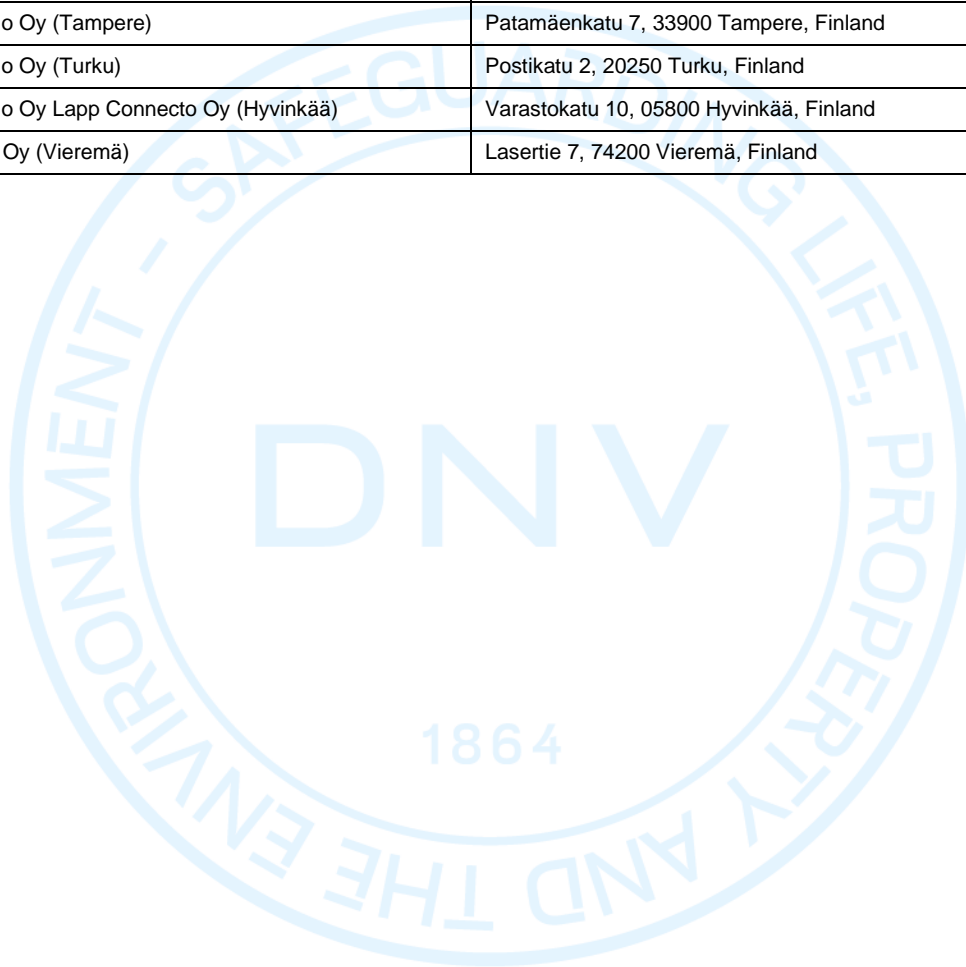 o Oy (Tampere) Patamäenkatu 7, 33900 Tampere, Finland
o Oy (Turku) Postikatu 2, 20250 Turku, Finland
o Oy Lapp Connecto Oy (Hyvinkää) Varastokatu 10, 05800 Hyvinkää, Finland
Oy (Vieremä) Lasertie 7, 74200 Vieremä, Finland
SAFEGUARDING LIFE, PROPERTY AND THE ENVIRONMENT -
DNV
1864